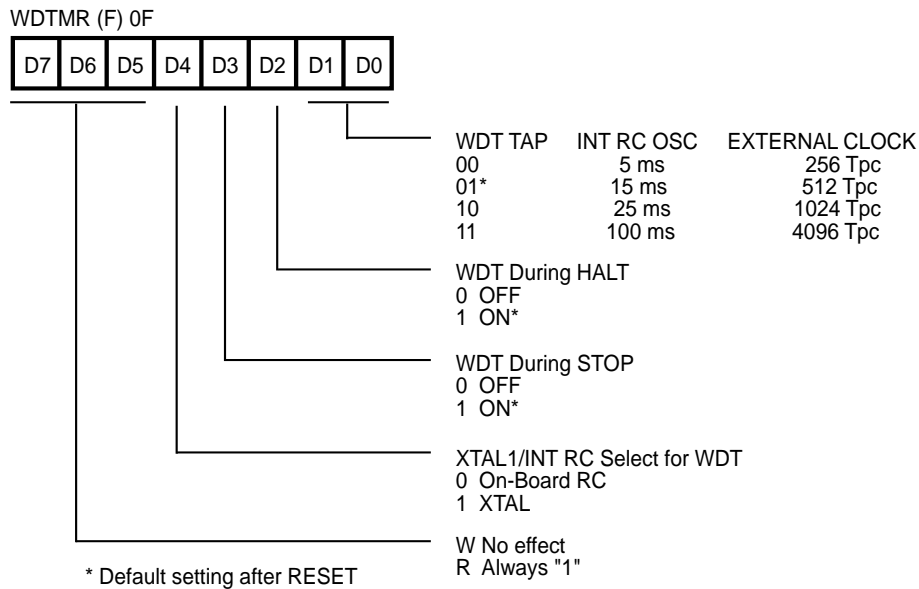 WDTMR (F) 0F
D7 D6 D5 D4 D3 D2 D1 D0
WDT TAP INT RC OSC EXTERNAL CLOCK
00 5 ms 256 Tpc
01* 15 ms 512 Tpc
10 25 ms 1024 Tpc
11 100 ms 4096 Tpc
WDT During HALT
0 OFF
1 ON*
WDT During STOP
0 OFF
1 ON*
XTAL1/INT RC Select for WDT
0 On-Board RC
1 XTAL
W No effect
R Always "1"
* Default setting after RESET